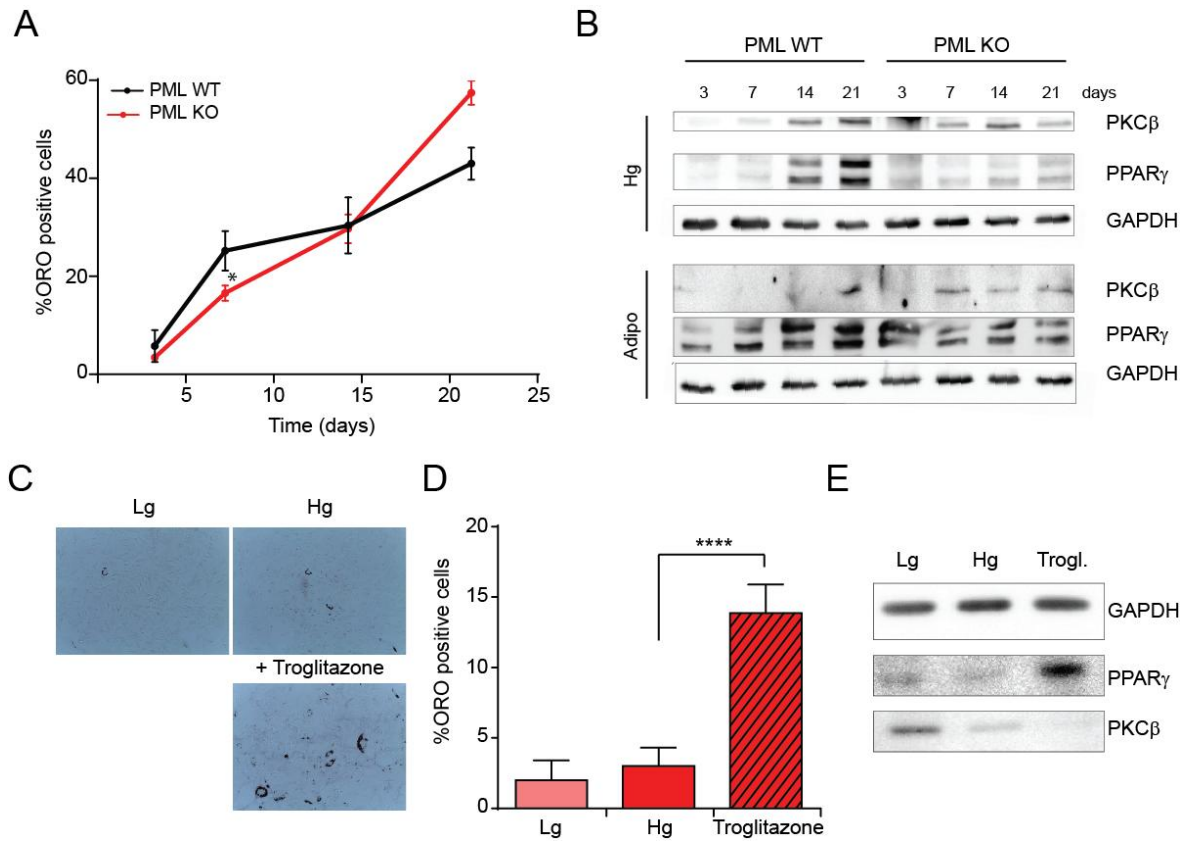 A
PML WT
PML KO
60
40
20
0
%ORO positive cells
*
5 10 15 20 25
Time (days)
B
PML WT PML KO
3 7 14 21 3 7 14 21 days
Hg
PKCβ
PPARγ
GAPDH
Adipo
PKCβ
PPARγ
GAPDH
C
Lg Hg
+ Troglitazone
D
20
15
10
5
0
%ORO positive cells
****
Lg Hg Troglitazone
E
Lg Hg Trogl.
GAPDH
PPARγ
PKCβ